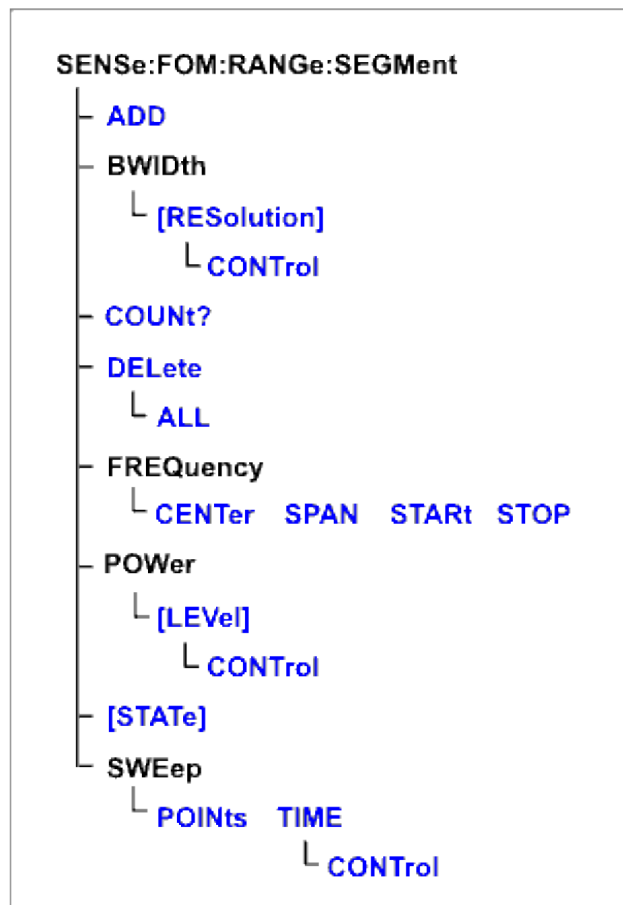 SENSe:FOM:RANGe:SEGMent
ADD
BWIDth
[RESolution]
CONTrol
COUNt?
DELete
ALL
FREQuency
CENTer SPAN STARt STOP
POWer
[LEVel]
CONTrol
[STATe]
SWEep
POINts TIME
CONTrol